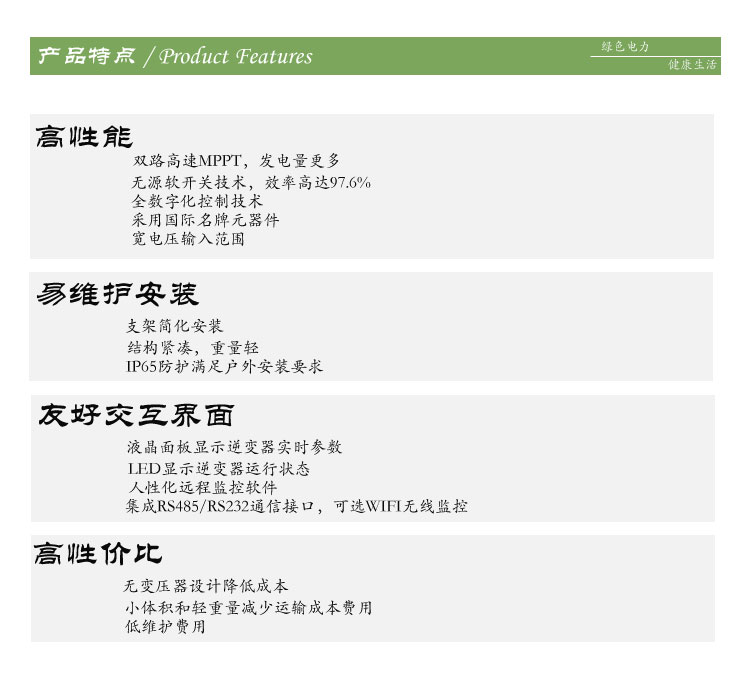 产品特点 / Product Features
绿色电力
健康生活
高性能
双路高速MPPT，发电量更多
无源软开关技术，效率高达97.6%
全数字化控制技术
采用国际名牌元器件
宽电压输入范围
易维护安装
支架简化安装
结构紧凑，重量轻
IP65防护满足户外安装要求
友好交互界面
液晶面板显示逆变器实时参数
LED显示逆变器运行状态
人性化远程监控软件
集成RS485/RS232通信接口，可选WIFI无线监控
高性价比
无变压器设计降低成本
小体积和轻重量减少运输成本费用
低维护费用